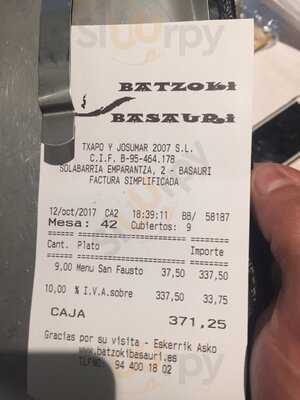 Sluurpy
BATZOKI
BASAURI
TXAPO Y JOSUMAR 2007 S.L.
C.I.F. B-95-464.178
SOLABARRIA EMPARANTZA, 2 - BASAURI
FACTURA SIMPLIFICADA
12/oct/2017 CA2 18:39:11 BB/ 58187
Mesa: 42 Cubiertos: 9
Cant. Plato Importe
9,00 Menu San Fausto 37,50 337,50
10,00 % I.V.A.sobre 337,50 33,75
CAJA 371,25
Gracias por su visita - Eskerrik Asko
www.batzokibasauri.es
TLFNO: 94 400 18 02